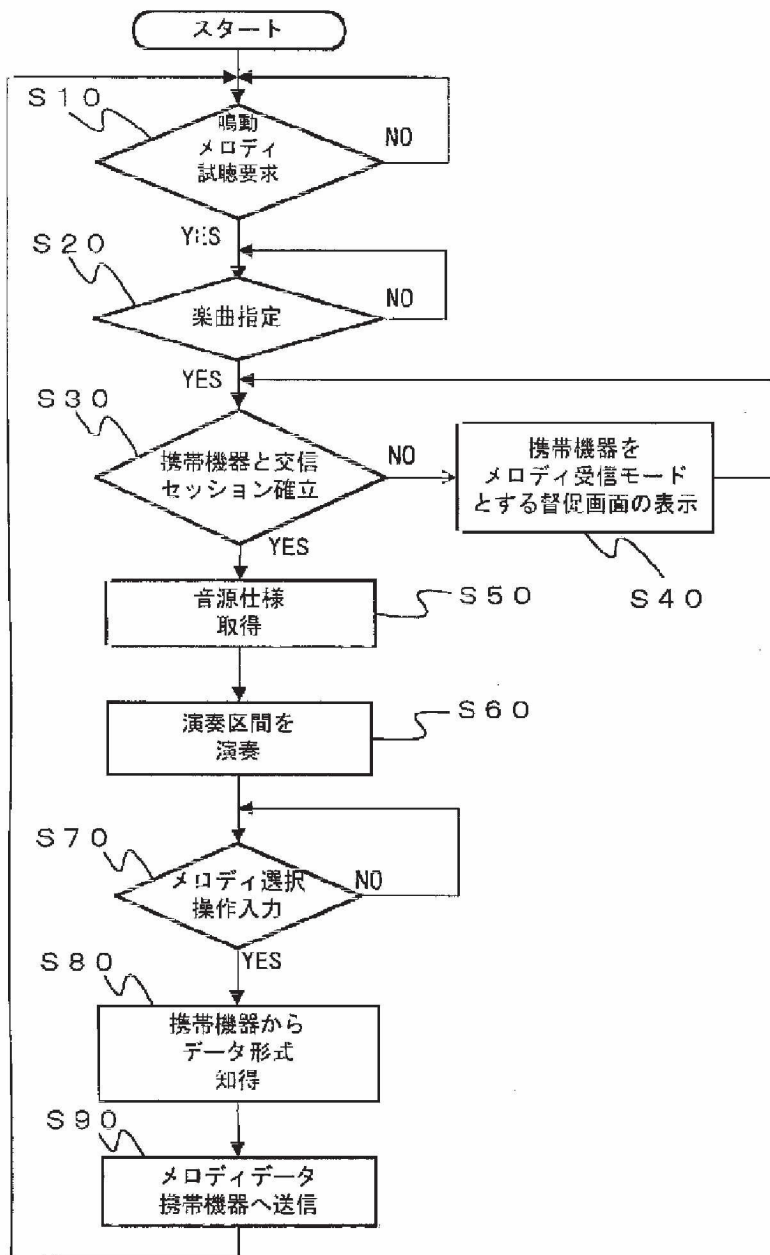 スタート
S10
鳴動
メロディ
試聴要求
NO
YES
S20
楽曲指定
NO
YES
S30
携帯機器と交信
セッション確立
NO
携帯機器を
メロディ受信モード
とする督促画面の表示
S40
YES
音源仕様
取得
S50
演奏区間を
演奏
S60
S70
メロディ選択
操作入力
NO
YES
S80
携帯機器から
データ形式
知得
S90
メロディデータ
携帯機器へ送信